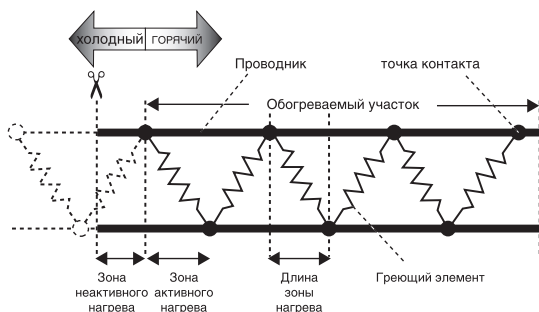 ХОЛОДНЫЙ ГОРЯЧИЙ
Проводник
точка контакта
Обогреваемый участок
Зона
неактивного
нагрева
Зона
активного
нагрева
Длина
зоны
нагрева
Греющий элемент